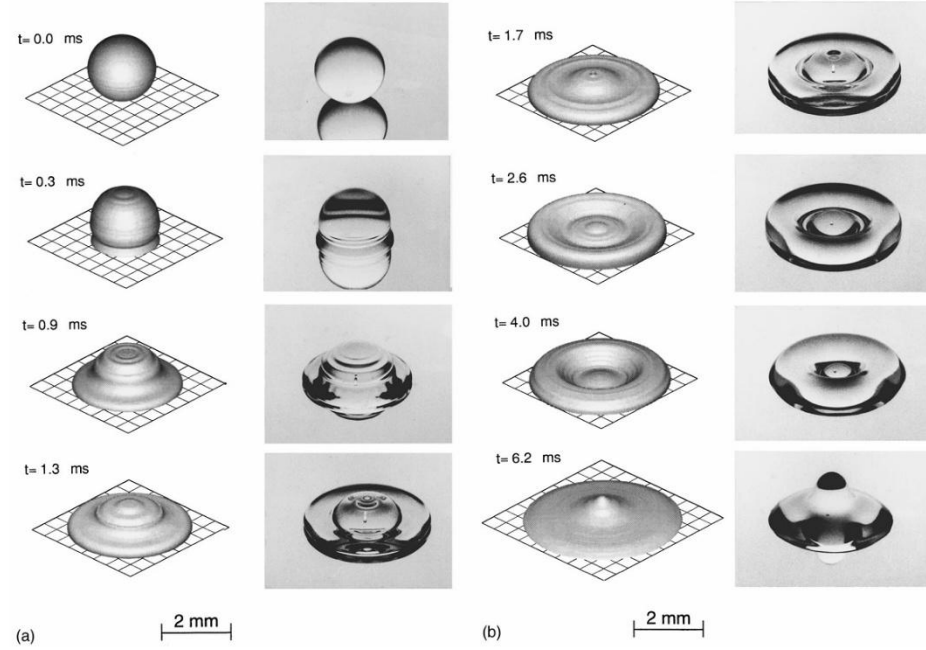 t= 0.0 ms
t= 0.3 ms
t= 0.9 ms
t= 1.3 ms
(a)
2 mm
t= 1.7 ms
t= 2.6 ms
t= 4.0 ms
t= 6.2 ms
(b)
2 mm